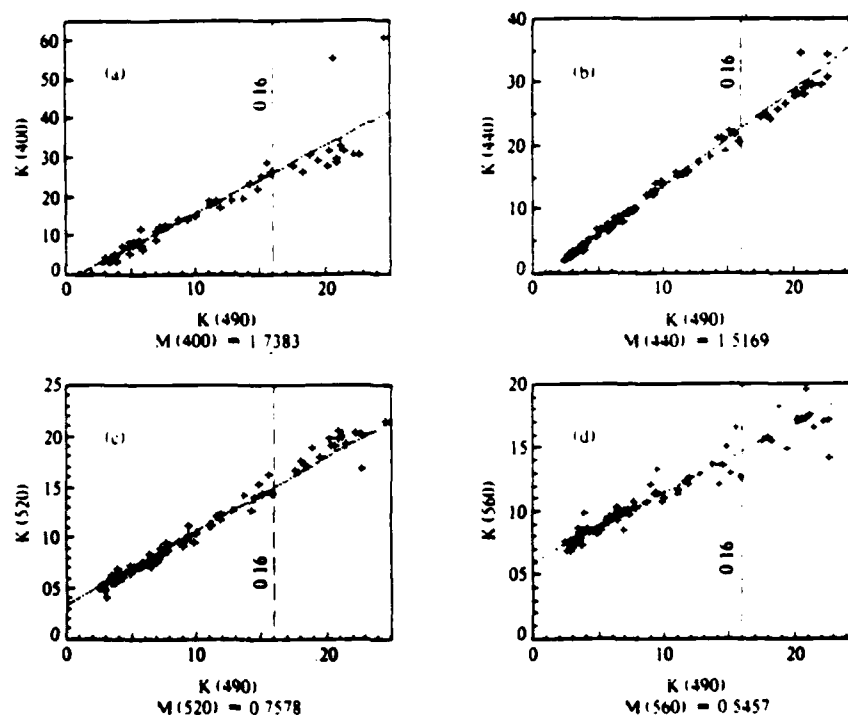 60
50
40
30
20
10
0
K (400)
(a)
0 16
0
10
20
K (490)
M (400) = 1 7383
40
30
20
10
0
K (440)
(b)
0 16
0
10
20
K (490)
M (440) = 1 5169
25
20
15
10
05
0
K (520)
(c)
0 16
0
10
20
K (490)
M (520) = 0 7578
20
15
10
05
0
K (560)
(d)
0 16
0
10
20
K (490)
M (560) = 0 5457